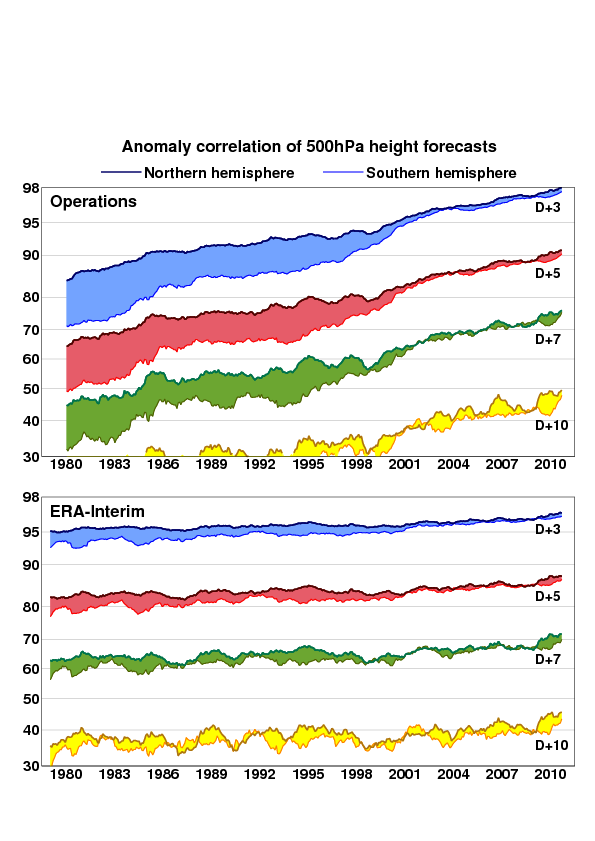 Anomaly correlation of 500hPa height forecasts
Northern hemisphere Southern hemisphere
98
Operations
D+3
95
90
D+5
80
70
D+7
60
50
40
D+10
30
1980 1983 1986 1989 1992 1995 1998 2001 2004 2007 2010
98
ERA-Interim
95
D+3
90
D+5
80
70
D+7
60
50
40
D+10
30
1980 1983 1986 1989 1992 1995 1998 2001 2004 2007 2010